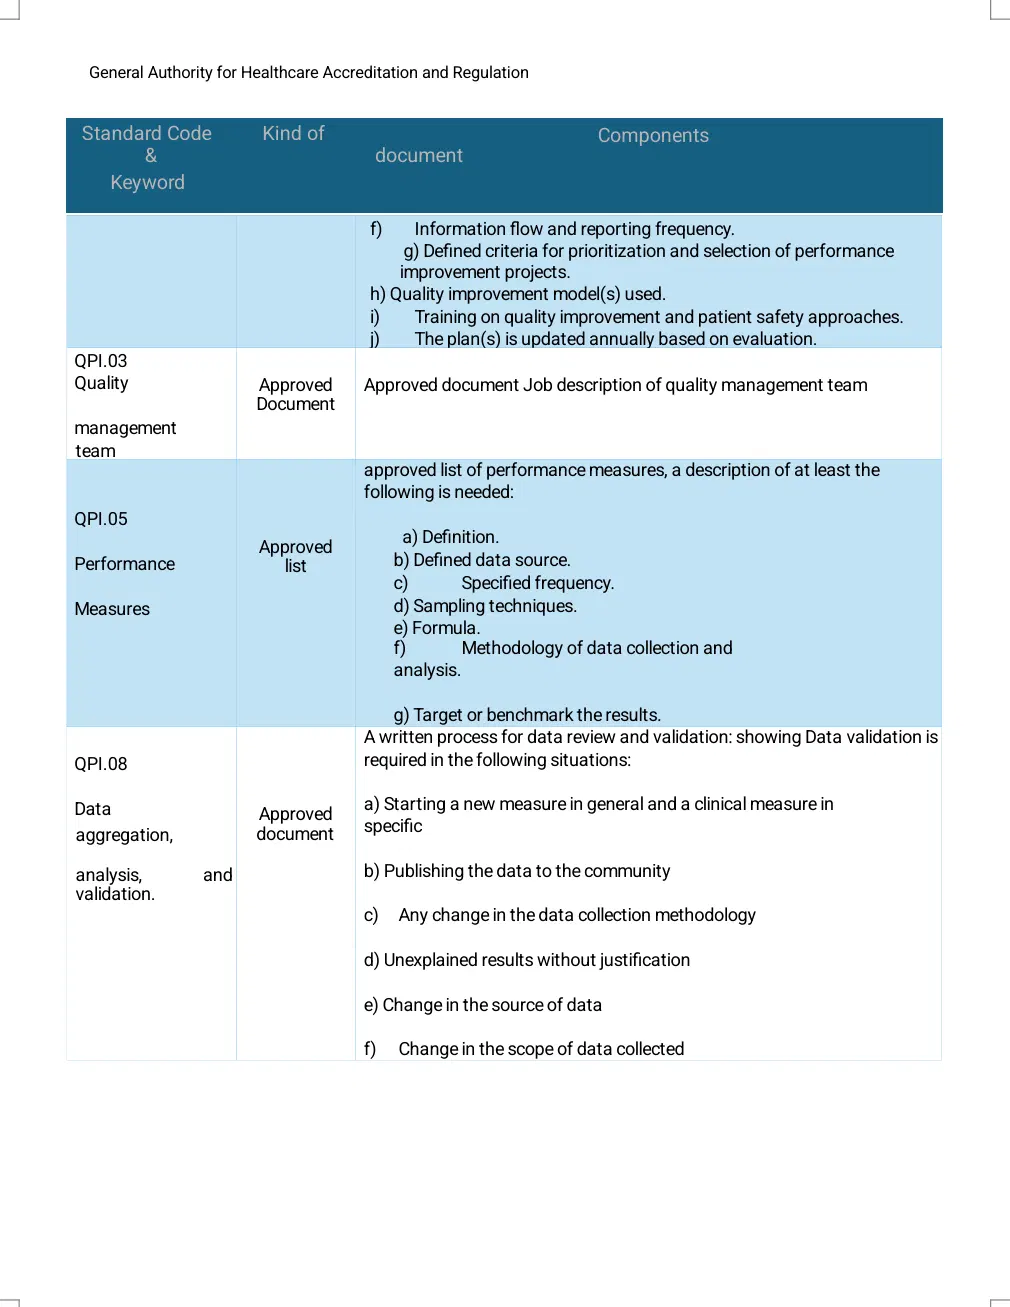 General Authority for Healthcare Accreditation and Regulation
Standard Code
&
Keyword
Kind of
document
Components
f) Information flow and reporting frequency.
g) Defined criteria for prioritization and selection of performance
improvement projects.
h) Quality improvement model(s) used.
i) Training on quality improvement and patient safety approaches.
j) The plan(s) is updated annually based on evaluation.
QPI.03
Quality
management
team
Approved
Document
Approved document Job description of quality management team
QPI.05
Performance
Measures
Approved
list
approved list of performance measures, a description of at least the
following is needed:
a) Definition.
b) Defined data source.
c) Specified frequency.
d) Sampling techniques.
e) Formula.
f) Methodology of data collection and
analysis.
g) Target or benchmark the results.
QPI.08
Data
aggregation,
analysis, and
validation.
Approved
document
A written process for data review and validation: showing Data validation is
required in the following situations:
a) Starting a new measure in general and a clinical measure in
specific
b) Publishing the data to the community
c) Any change in the data collection methodology
d) Unexplained results without justification
e) Change in the source of data
f) Change in the scope of data collected